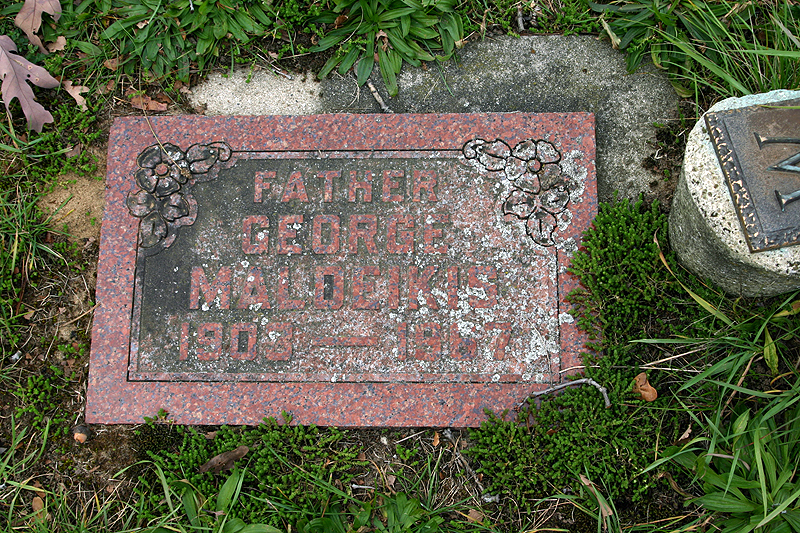 FATHER
GEORGE
MALDEIKIS
1903 — 1967